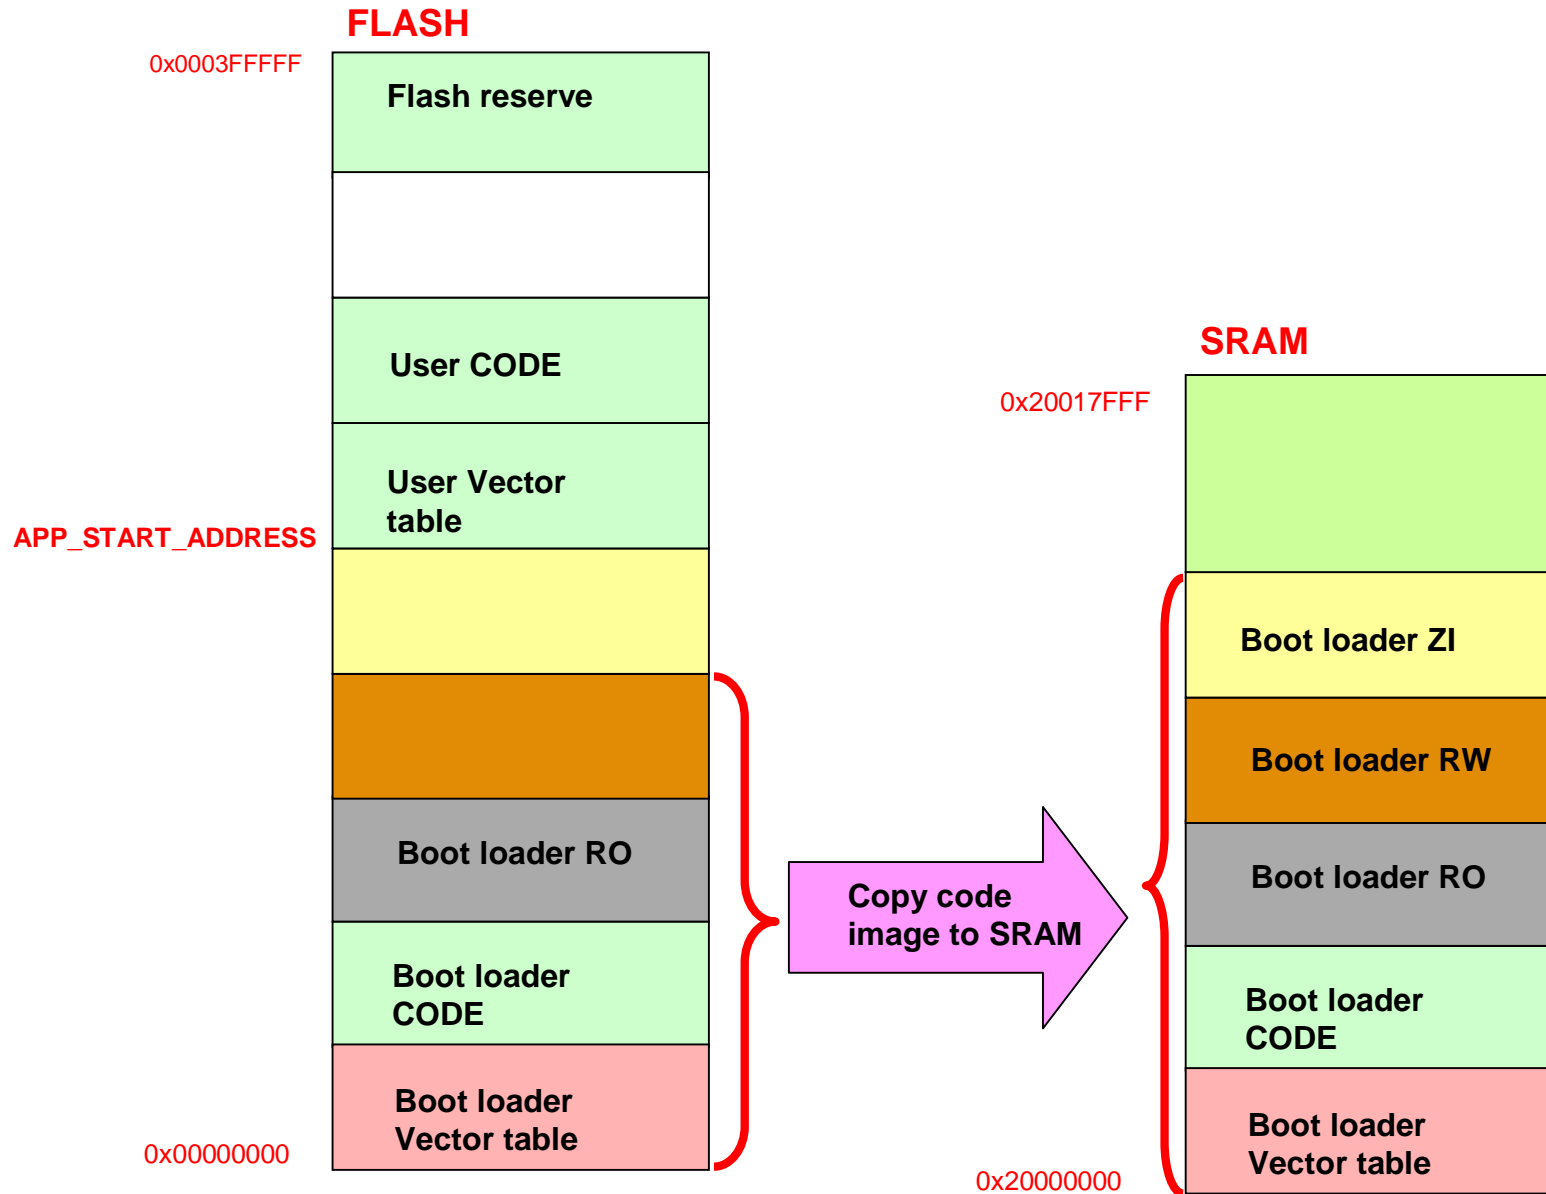 FLASH
0x0003FFFFF
Flash reserve
User CODE
User Vector
table
APP_START_ADDRESS
Boot loader RO
Boot loader
CODE
Boot loader
Vector table
0x00000000
Copy code
image to SRAM
SRAM
0x20017FFF
Boot loader ZI
Boot loader RW
Boot loader RO
Boot loader
CODE
Boot loader
Vector table
0x20000000